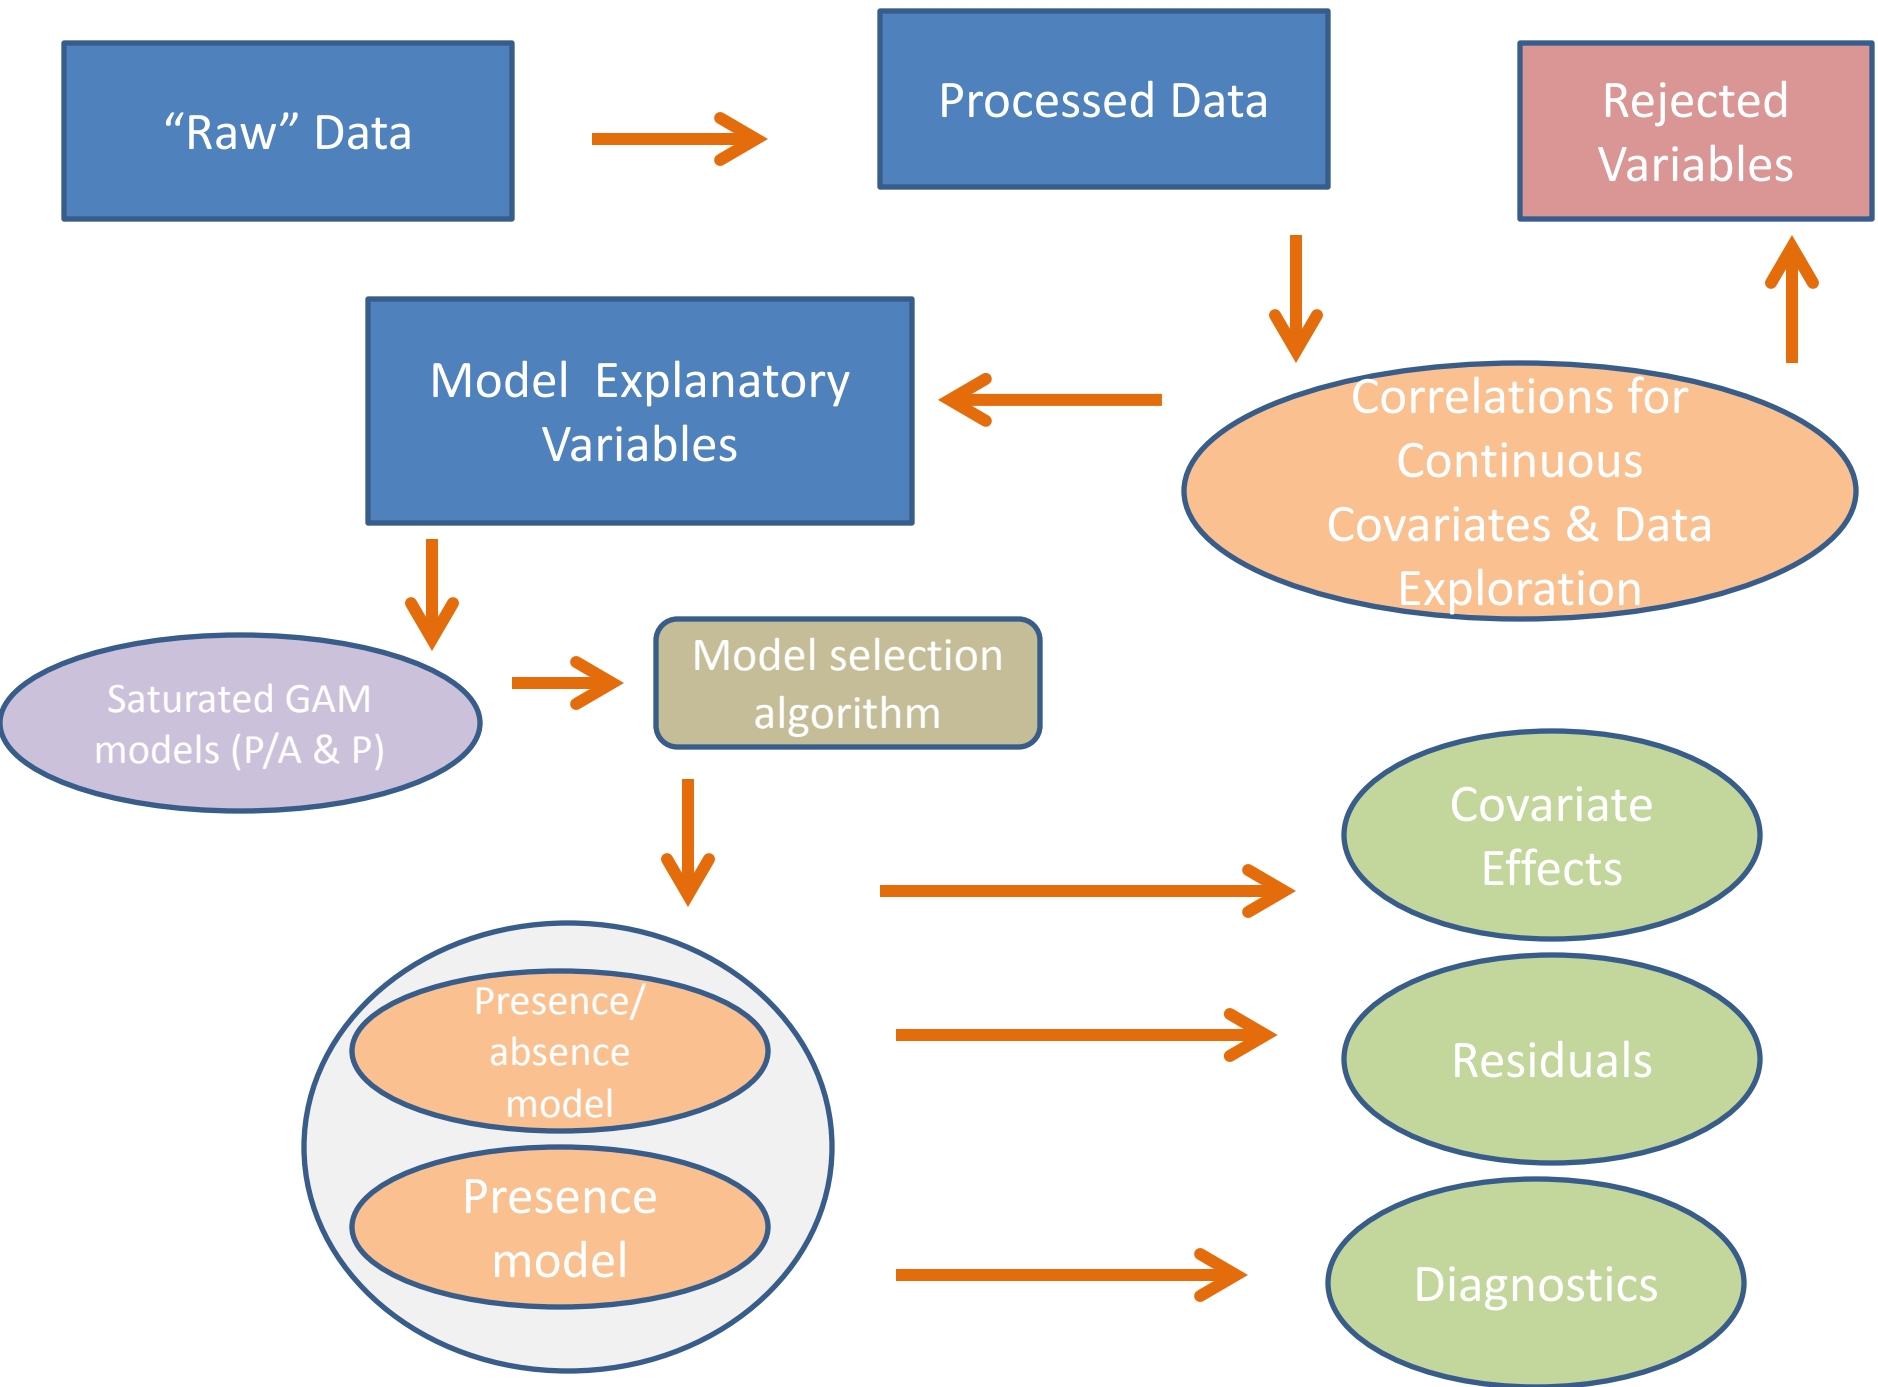 “Raw” Data
Processed Data
Rejected
Variables
Model  Explanatory
Variables
Correlations for
Continuous
Covariates & Data
Exploration
Saturated GAM
models (P/A & P)
Model selection
algorithm
Covariate
Effects
Presence/
absence
model
Residuals
Presence
model
Diagnostics